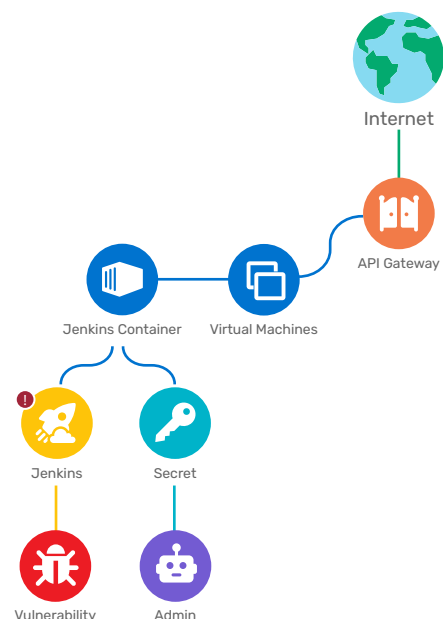 Internet
API Gateway
Jenkins Container
Virtual Machines
!
Jenkins
Secret
Vulnerability
Admin